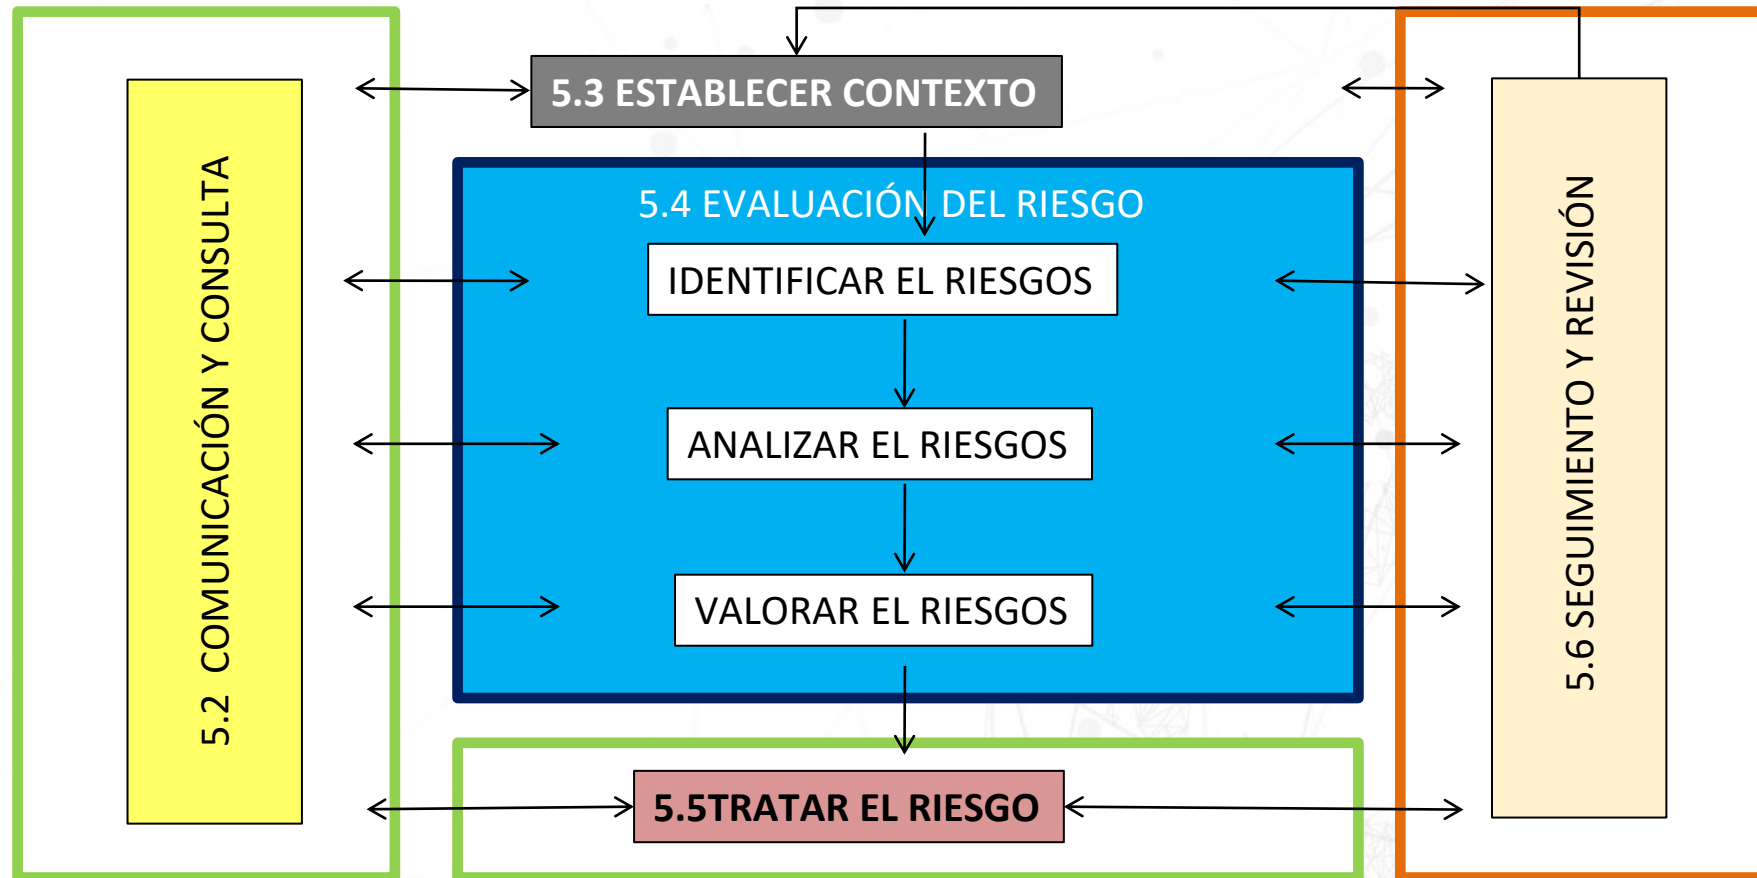 5.3 ESTABLECER CONTEXTO
5.2 COMUNICACIÓN Y CONSULTA
5.4 EVALUACIÓN DEL RIESGO
IDENTIFICAR EL RIESGOS
ANALIZAR EL RIESGOS
VALORAR EL RIESGOS
5.5TRATAR EL RIESGO
5.6 SEGUIMIENTO Y REVISIÓN